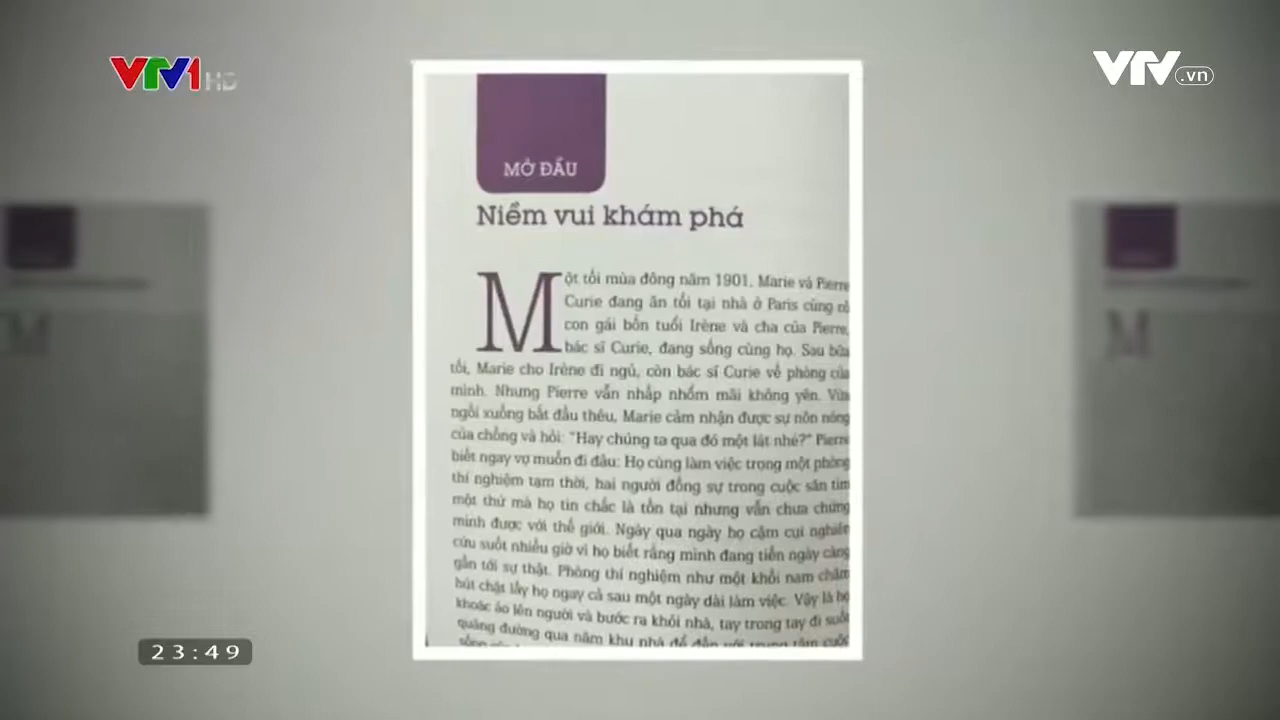 VTV1 HD
VTV.vn
MỞ ĐẦU
Niềm vui khám phá
Một tối mùa đông năm 1901, Marie và Pierre
Curie đang ăn tối tại nhà ở Paris cùng cô
con gái bốn tuổi Irène và cha của Pierre,
bác sĩ Curie, đang sống cùng họ. Sau bữa
tối, Marie cho Irène đi ngủ, còn bác sĩ Curie về phòng của
mình. Nhưng Pierre vẫn nhấp nhổm mãi không yên. Vừa
ngồi xuống bắt đầu thêu, Marie cảm nhận được sự nôn nóng
của chồng và hỏi: "Hay chúng ta qua đó một lát nhé?" Pierre
biết ngay vợ muốn đi đâu: Họ cùng làm việc trong một phòng
thí nghiệm tạm thời, hai người đồng sự trong cuộc săn tìm
một thứ mà họ tin chắc là tồn tại nhưng vẫn chưa chứng
minh được với thế giới. Ngày qua ngày họ cặm cụi nghiên
cứu suốt nhiều giờ vì họ biết rằng mình đang tiến ngày càng
gần tới sự thật. Phòng thí nghiệm như một khối nam châm
hút chặt lấy họ ngay cả sau một ngày dài làm việc. Vậy là họ
khoác áo lên người và bước ra khỏi nhà, tay trong tay đi suốt
quãng đường qua năm khu nhà để đến với trung tâm cuộc
sống
23:49